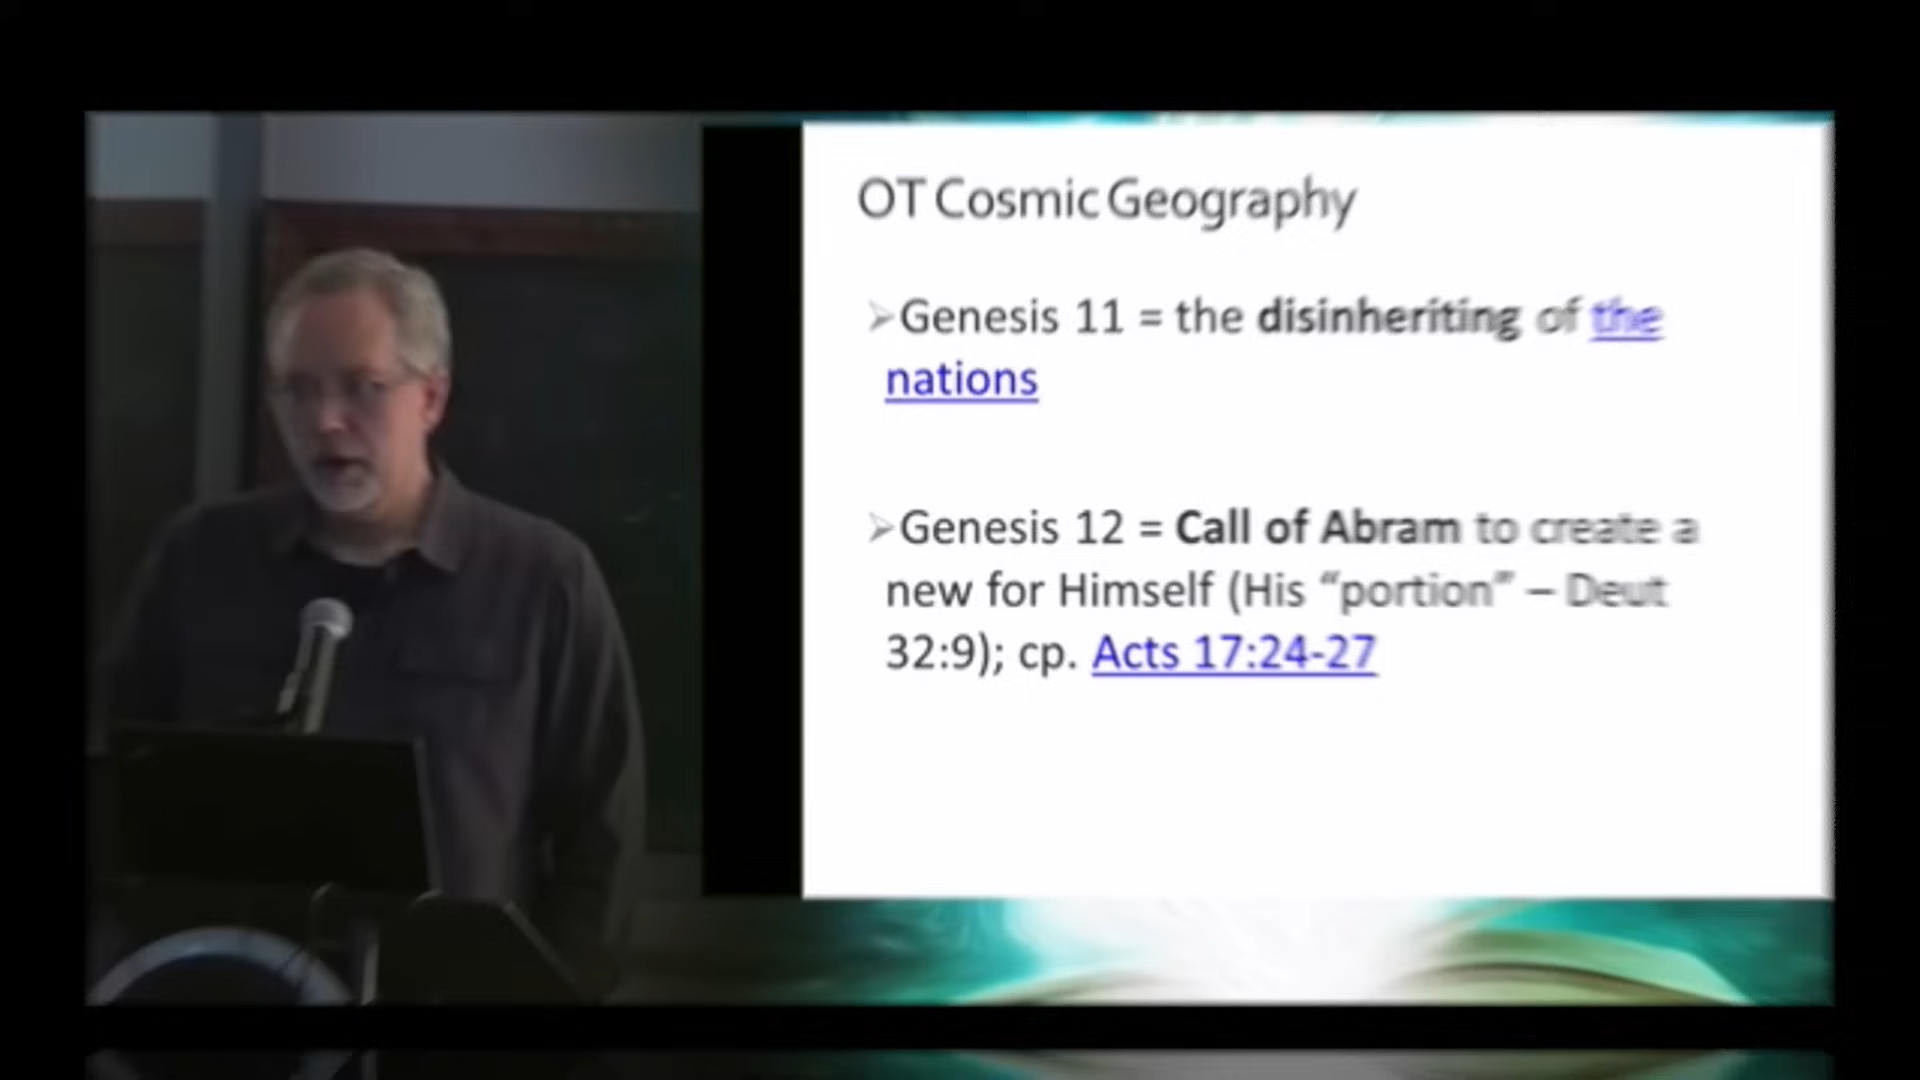 OT Cosmic Geography
➢Genesis 11 = the disinheriting of the
nations
➢Genesis 12 = Call of Abram to create a
new for Himself (His “portion” – Deut
32:9); cp. Acts 17:24-27